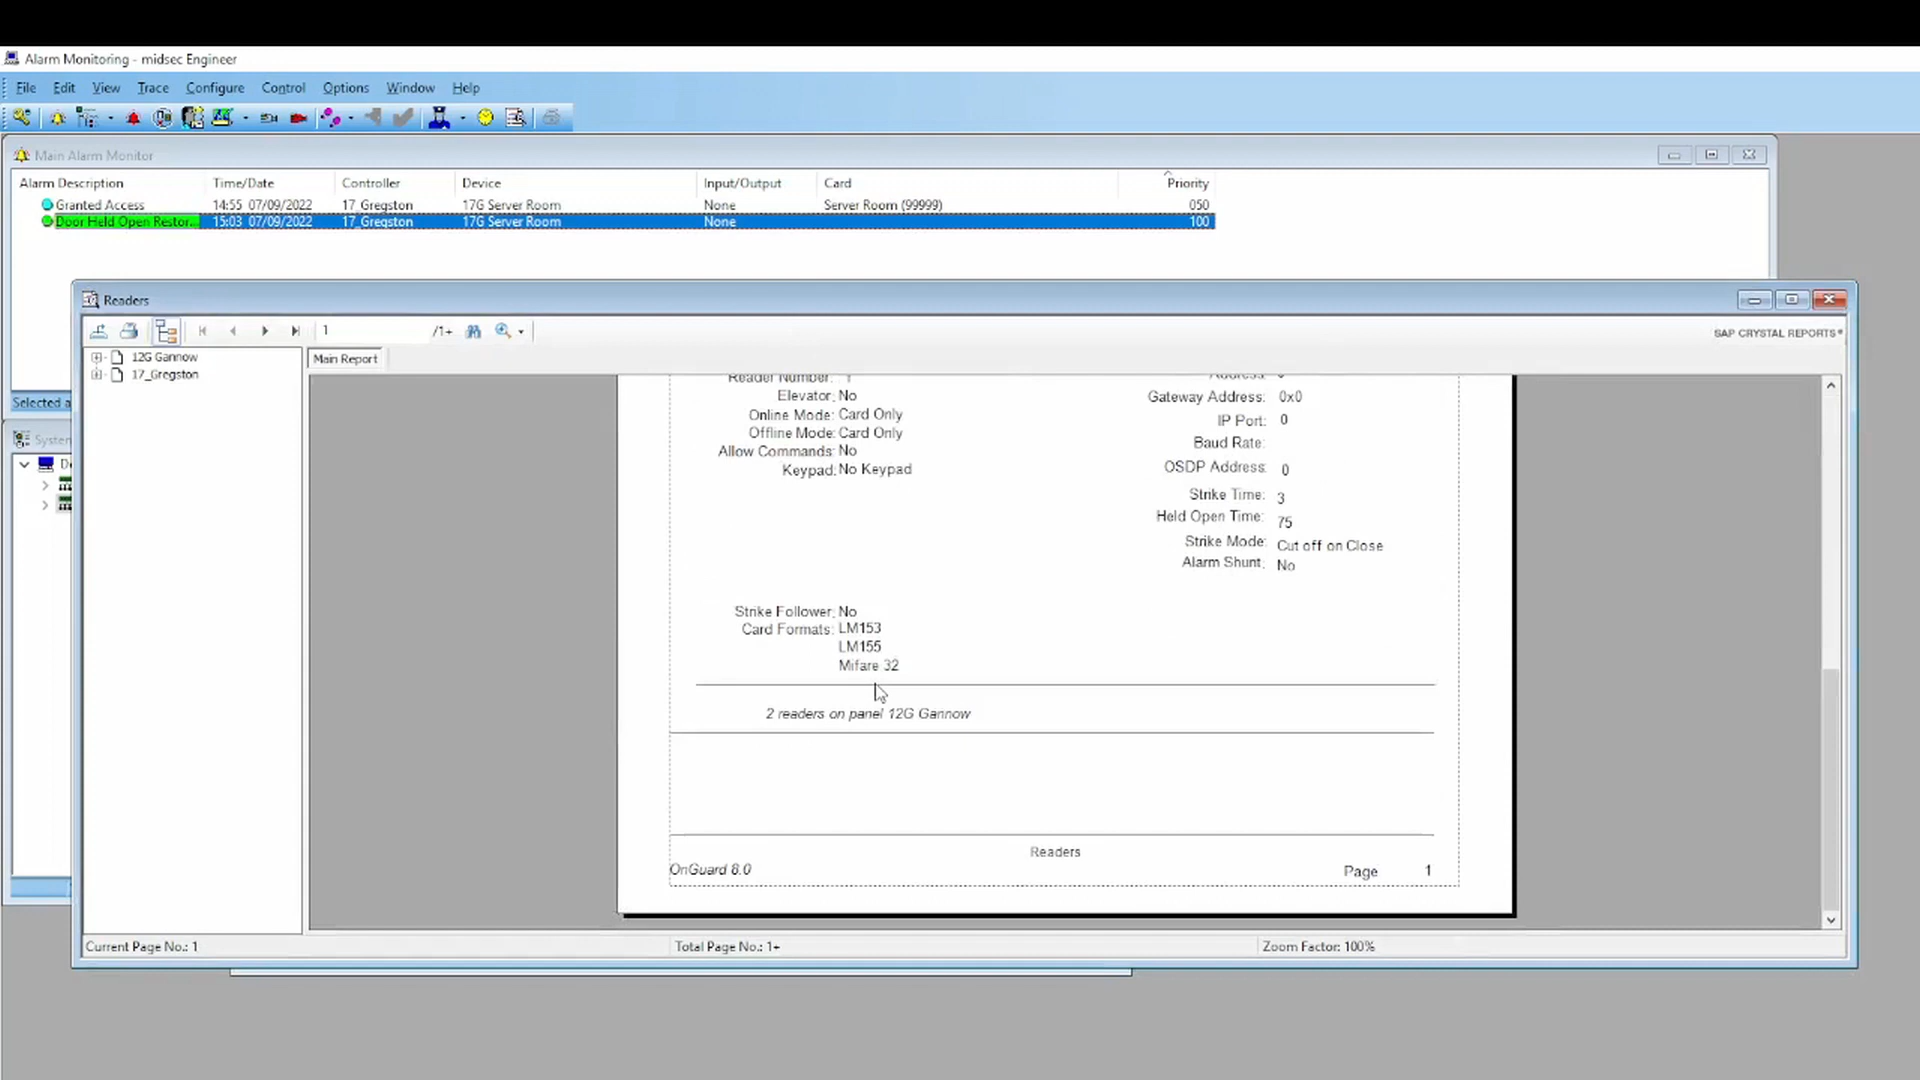 Alarm Monitoring - midsec Engineer
File Edit View Trace Configure Control Options Window Help
Main Alarm Monitor
Alarm Description Time/Date Controller Device Input/Output Card Priority
Granted Access 14:55 07/09/2022 17_Gregston 17G Server Room None Server Room (99999) 050
Door Held Open Restor... 15:03 07/09/2022 17_Gregston 17G Server Room None 100
Readers
1 /1+ SAP CRYSTAL REPORTS®
12G Gannow
17_Gregston
Main Report
Reader Number: 1
Elevator: No
Online Mode: Card Only
Offline Mode: Card Only
Allow Commands: No
Keypad: No Keypad
Address:
Gateway Address: 0x0
IP Port: 0
Baud Rate:
OSDP Address: 0
Strike Time: 3
Held Open Time: 75
Strike Mode: Cut off on Close
Alarm Shunt: No
Strike Follower: No
Card Formats: LM153
LM155
Mifare 32
2 readers on panel 12G Gannow
Readers
OnGuard 8.0 Page 1
Selected a
System
De
Current Page No.: 1 Total Page No.: 1+ Zoom Factor: 100%